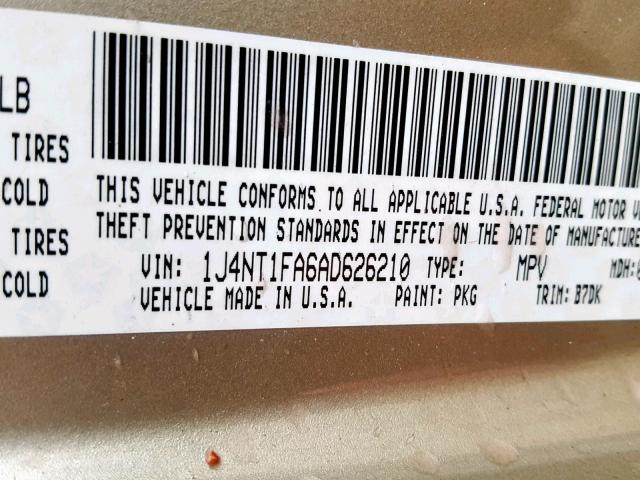 LB
TIRES
COLD
TIRES
COLD
THIS VEHICLE CONFORMS TO ALL APPLICABLE U.S.A. FEDERAL MOTOR
THEFT PREVENTION STANDARDS IN EFFECT ON THE DATE OF MANUFACTURE
VIN: 1J4NT1FA6AD626210 TYPE: MPV MDH:
VEHICLE MADE IN U.S.A. PAINT: PKG TRIM: B7DK